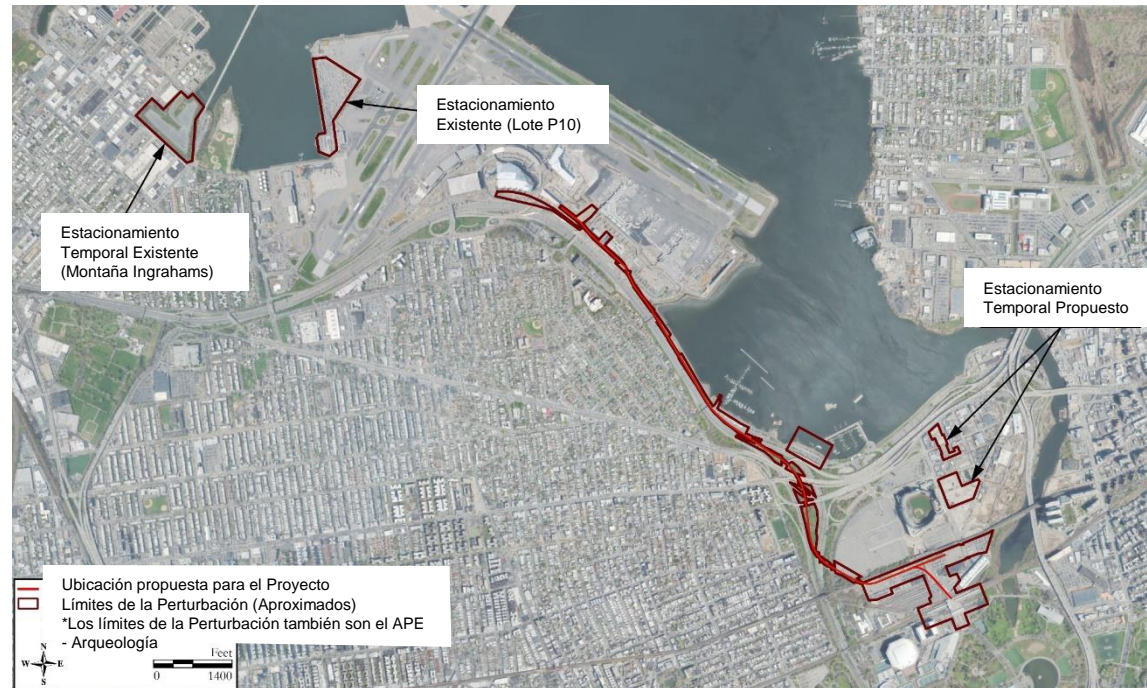 Estacionamiento
Existente (Lote P10)
Estacionamiento
Temporal Existente
(Montaña Ingrahams)
Estacionamiento
Temporal Propuesto
Ubicación propuesta para el Proyecto
Límites de la Perturbación (Aproximados)
*Los límites de la Perturbación también son el APE
- Arqueología
N
W E
S
Feet
0 1400